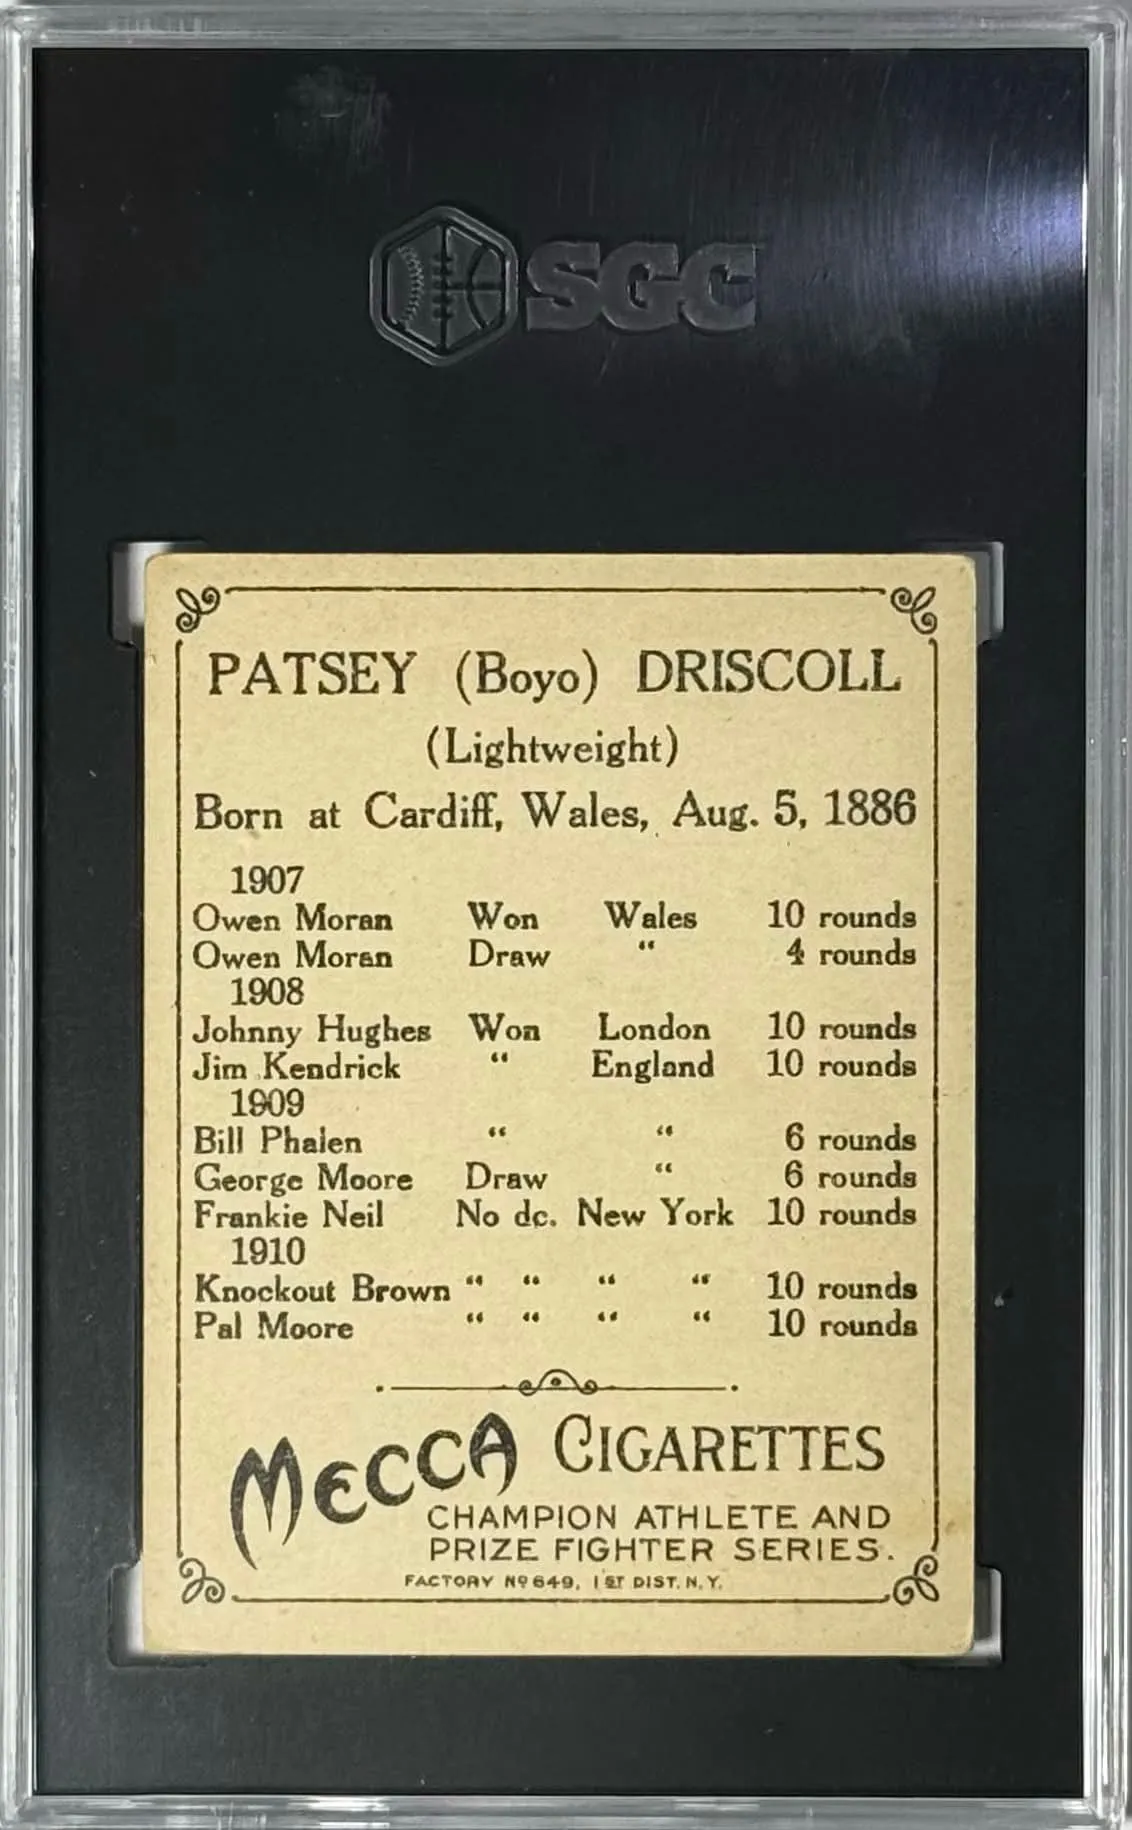 SGC
PATSEY (Boyo) DRISCOLL
(Lightweight)
Born at Cardiff, Wales, Aug. 5, 1886
1907
Owen Moran Won Wales 10 rounds
Owen Moran Draw “ 4 rounds
1908
Johnny Hughes Won London 10 rounds
Jim Kendrick “ England 10 rounds
1909
Bill Phalen “ “ 6 rounds
George Moore Draw “ 6 rounds
Frankie Neil No dc. New York 10 rounds
1910
Knockout Brown “ “ “ “ 10 rounds
Pal Moore “ “ “ “ 10 rounds
MECCA CIGARETTES
CHAMPION ATHLETE AND
PRIZE FIGHTER SERIES.
FACTORY Nº 649, 1ST DIST. N.Y.